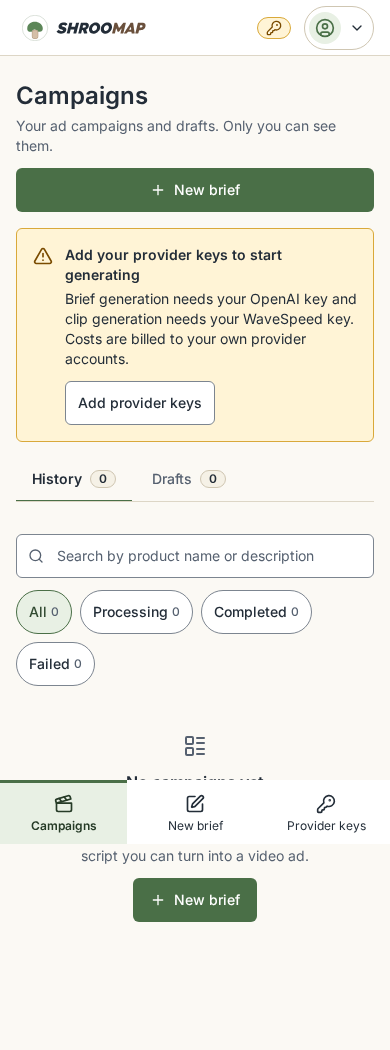 SHROOMAP
Campaigns
Your ad campaigns and drafts. Only you can see
them.
New brief
Add your provider keys to start
generating
Brief generation needs your OpenAI key and
clip generation needs your WaveSpeed key.
Costs are billed to your own provider
accounts.
Add provider keys
History 0
Drafts 0
Search by product name or description
All 0
Processing 0
Completed 0
Failed 0
No campaigns yet
Campaigns
New brief
Provider keys
script you can turn into a video ad.
New brief